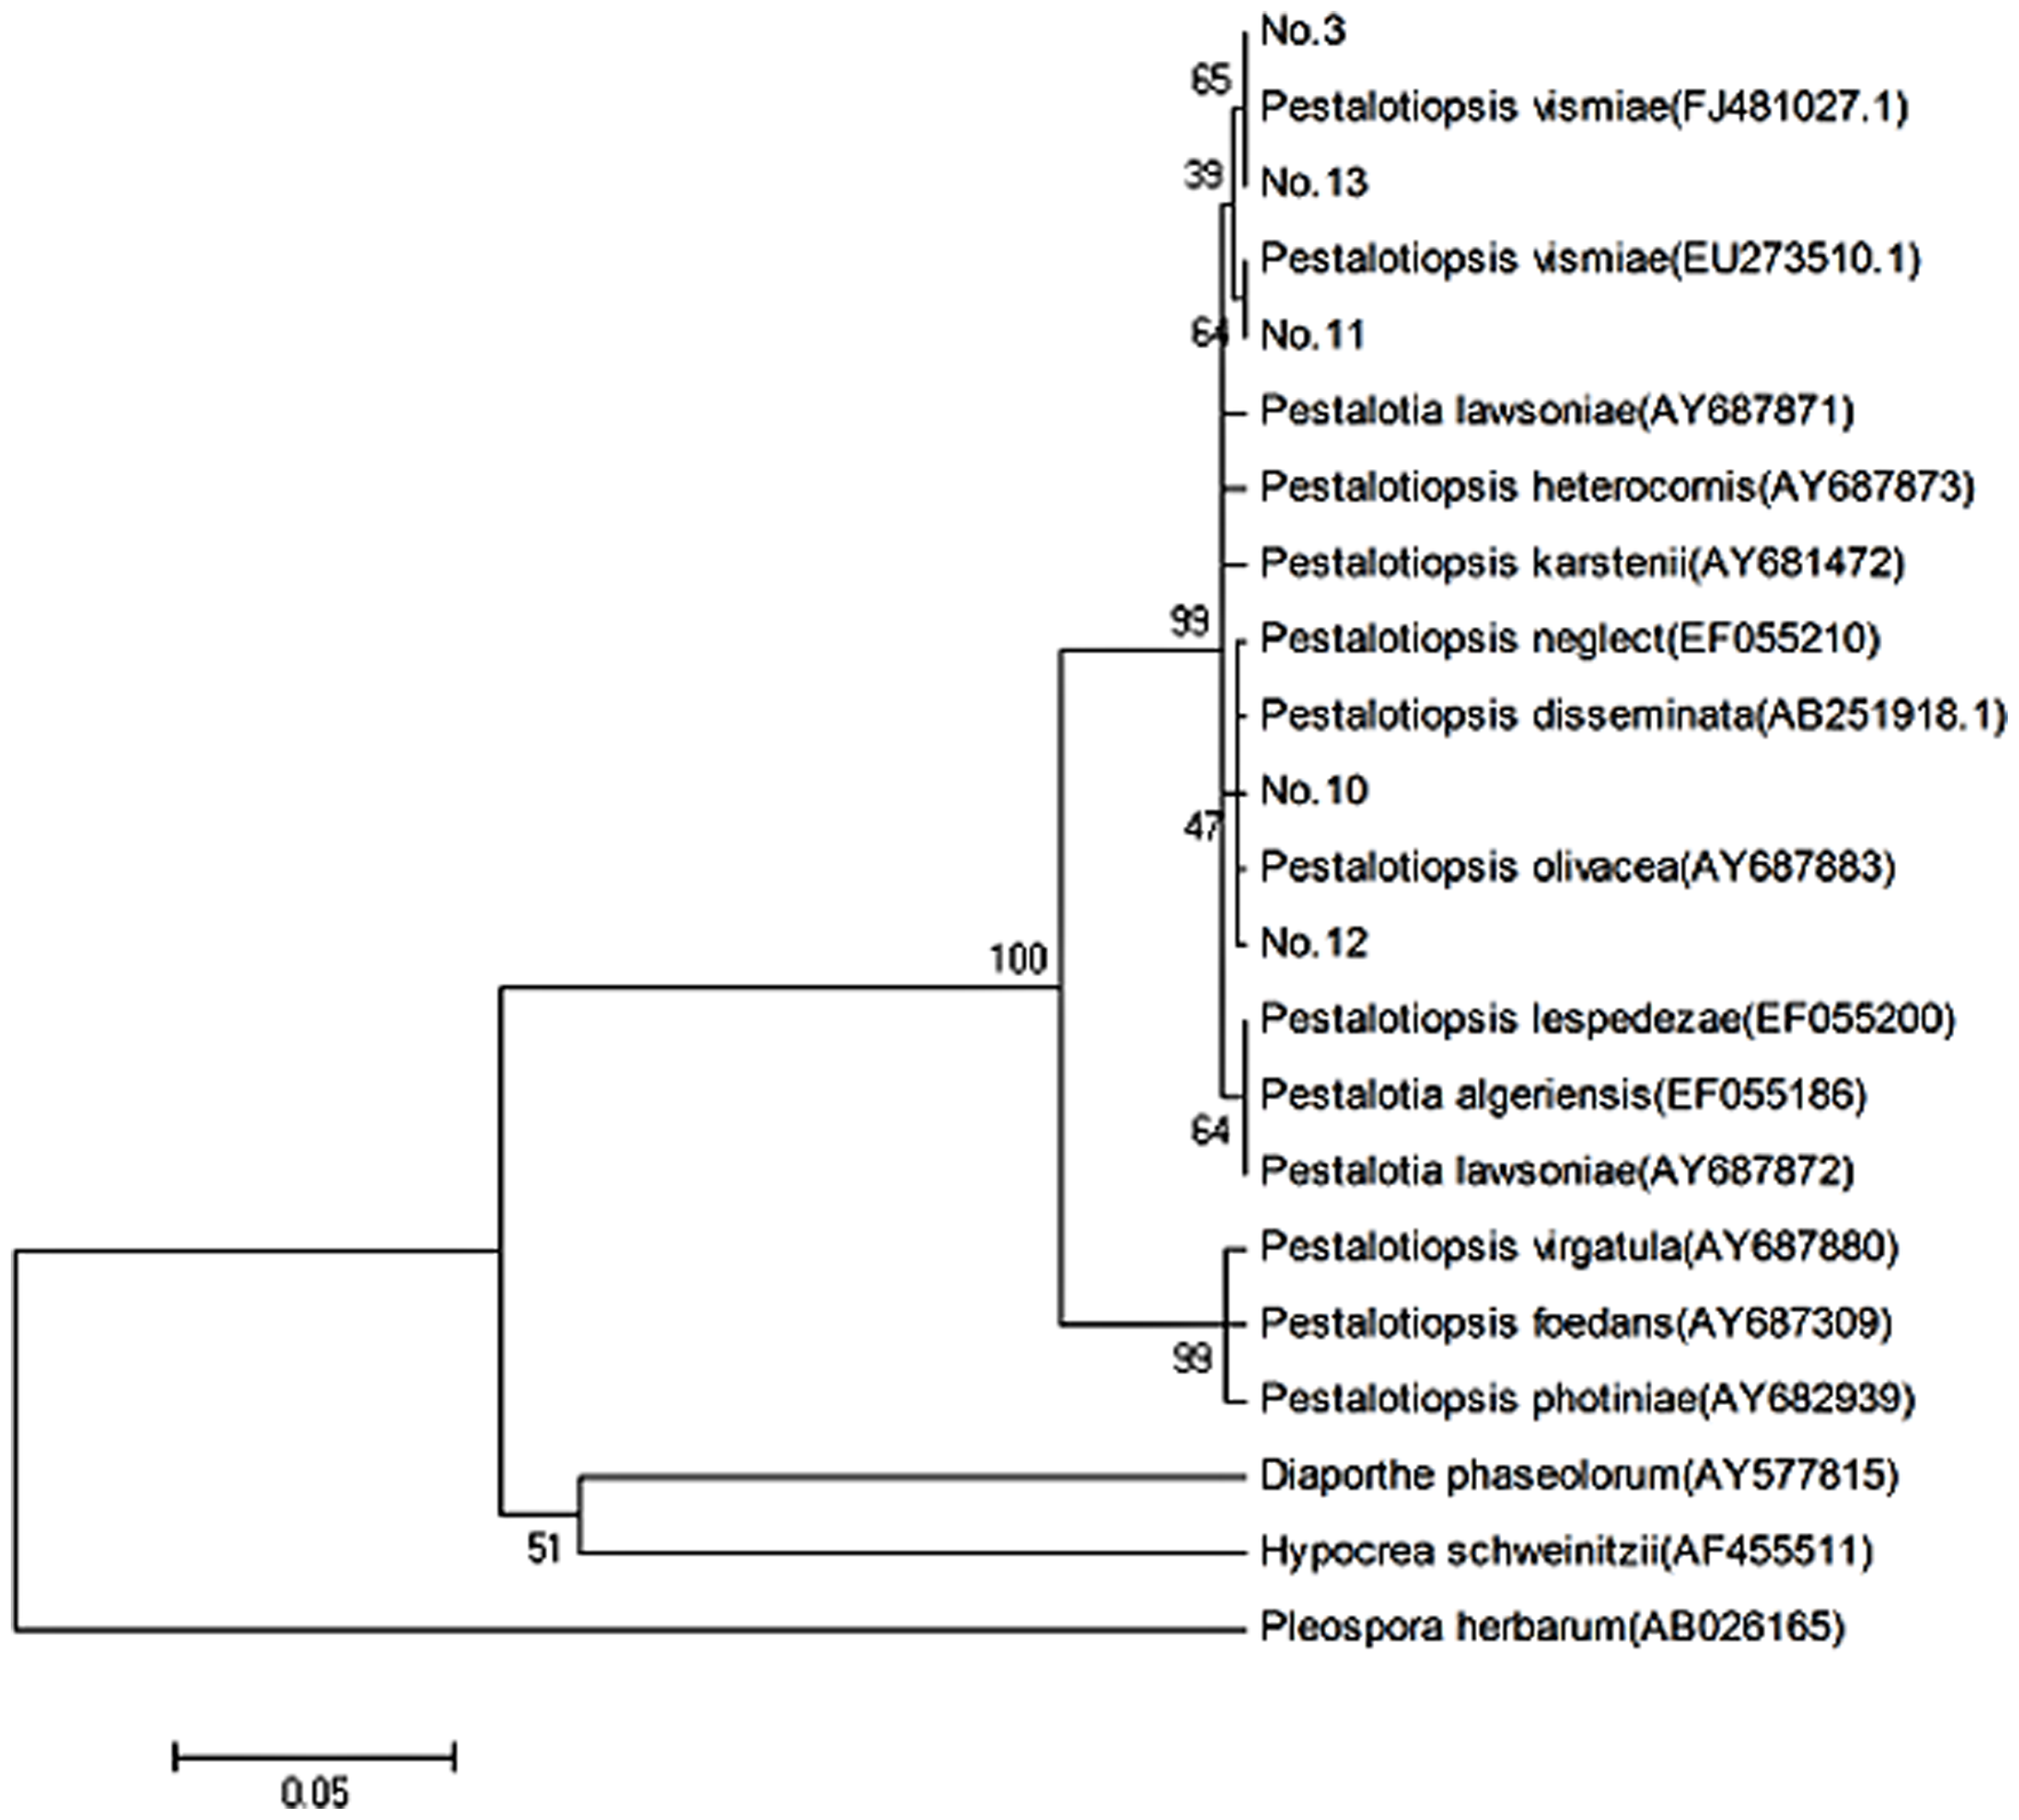 No.3
65
Pestalotiopsis vismiae(FJ481027.1)
39
No.13
Pestalotiopsis vismiae(EU273510.1)
64
No.11
Pestalotia lawsoniae(AY687871)
Pestalotiopsis heterocornis(AY687873)
Pestalotiopsis karstenii(AY681472)
99
Pestalotiopsis neglect(EF055210)
Pestalotiopsis disseminata(AB251918.1)
No.10
47
Pestalotiopsis olivacea(AY687883)
No.12
100
Pestalotiopsis lespedezae(EF055200)
Pestalotia algeriensis(EF055186)
64
Pestalotia lawsoniae(AY687872)
Pestalotiopsis virgatula(AY687880)
Pestalotiopsis foedans(AY687309)
99
Pestalotiopsis photiniae(AY682939)
Diaporthe phaseolorum(AY577815)
51
Hypocrea schweinitzii(AF455511)
Pleospora herbarum(AB026165)
0.05